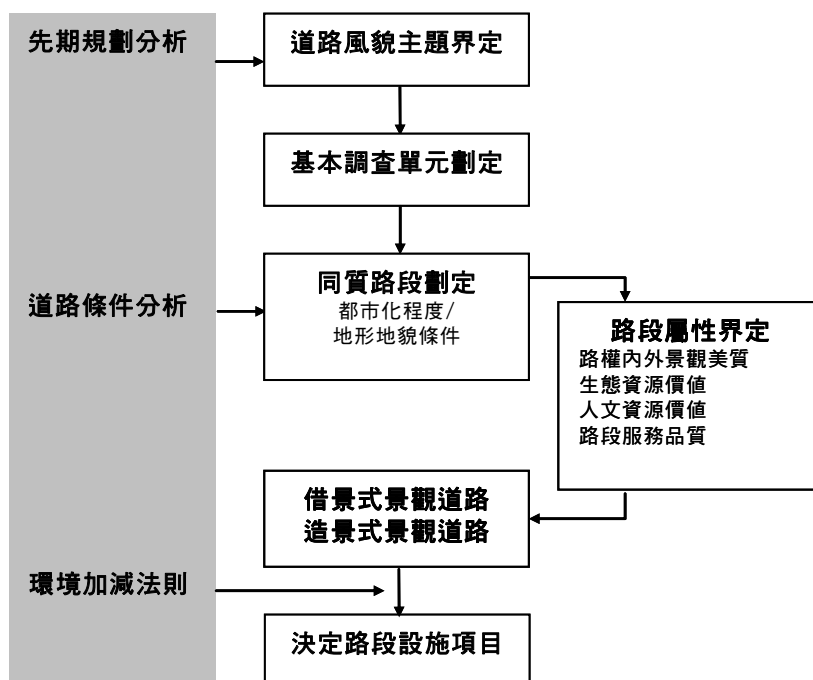 先期規劃分析
道路風貌主題界定
基本調查單元劃定
道路條件分析
同質路段劃定
都市化程度/
地形地貌條件
路段屬性界定
路權內外景觀美質
生態資源價值
人文資源價值
路段服務品質
借景式景觀道路
造景式景觀道路
環境加減法則
決定路段設施項目